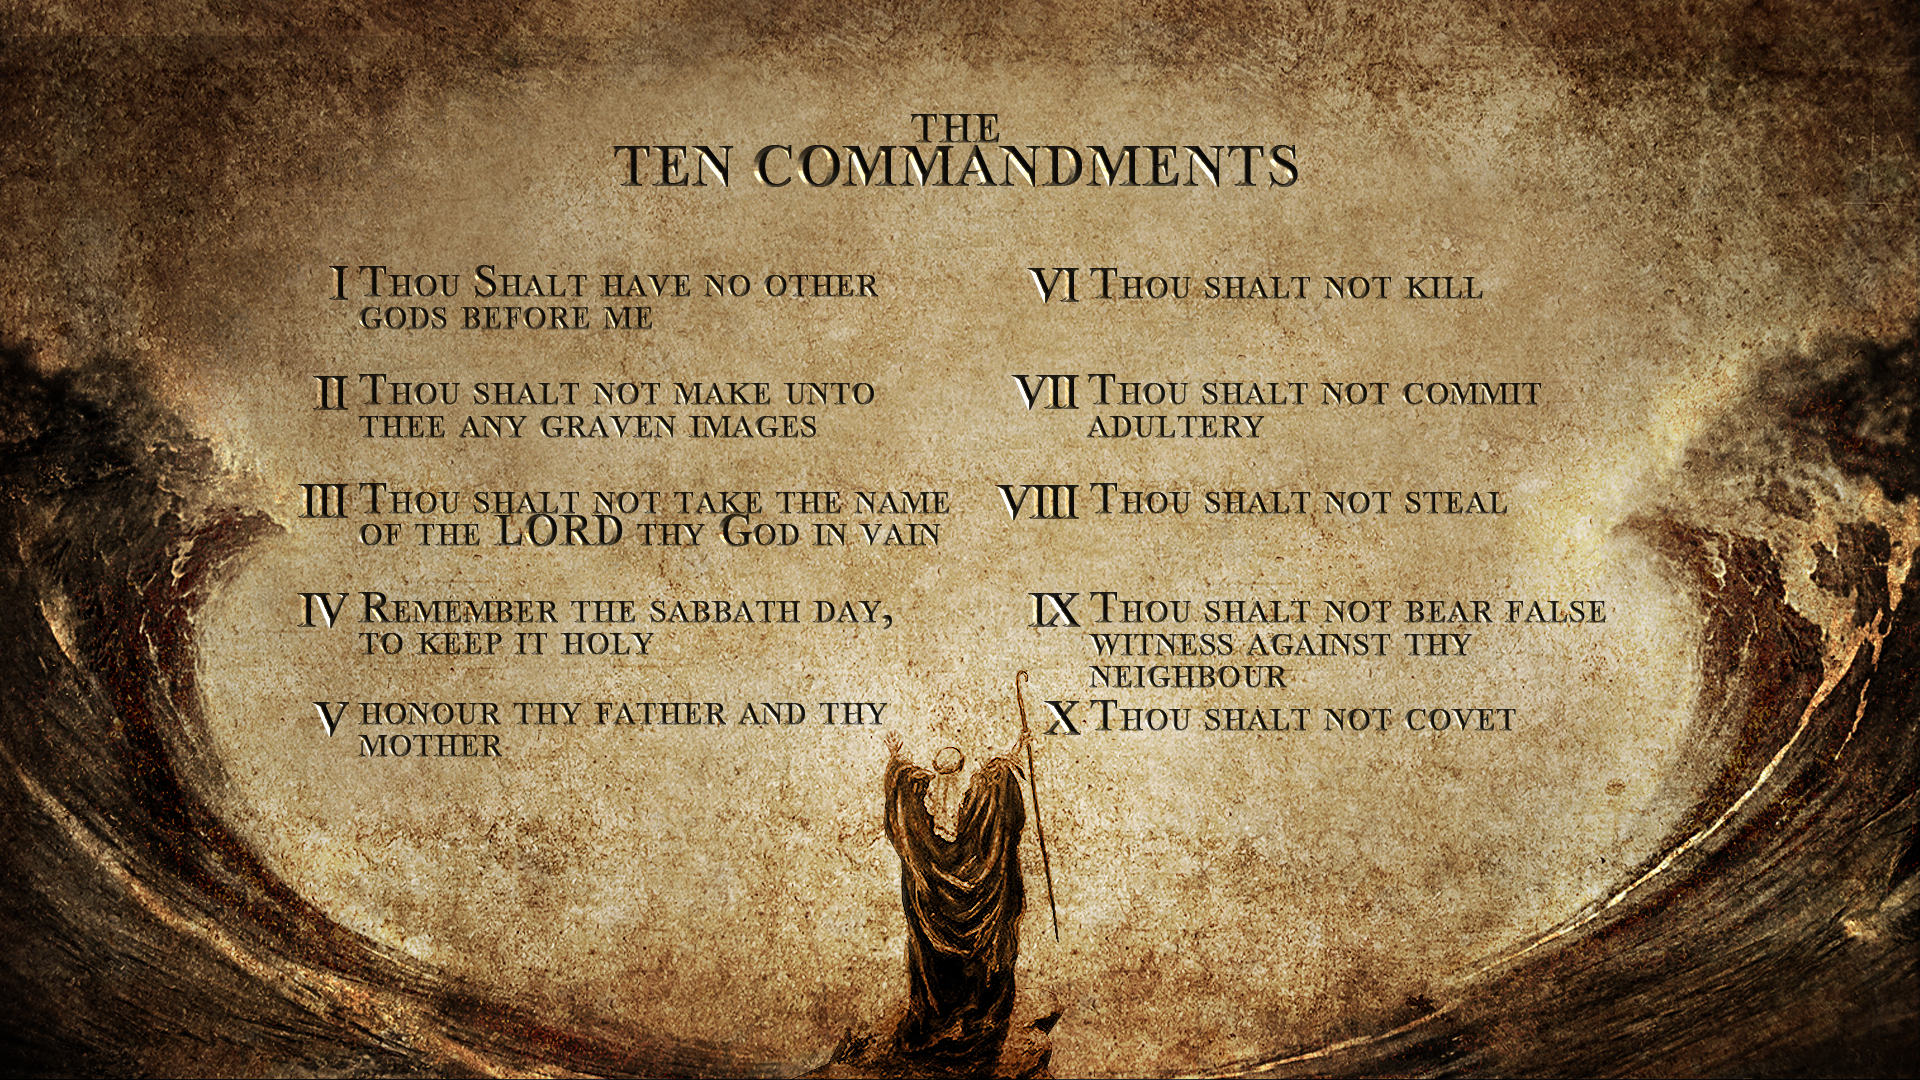 THE
TEN COMMANDMENTS
I Thou Shalt have no other
gods before me
II Thou shalt not make unto
thee any graven images
III Thou shalt not take the name
of the LORD thy God in vain
IV Remember the sabbath day,
to keep it holy
V honour thy father and thy
mother
VI Thou shalt not kill
VII Thou shalt not commit
adultery
VIII Thou shalt not steal
IX Thou shalt not bear false
witness against thy
neighbour
X Thou shalt not covet